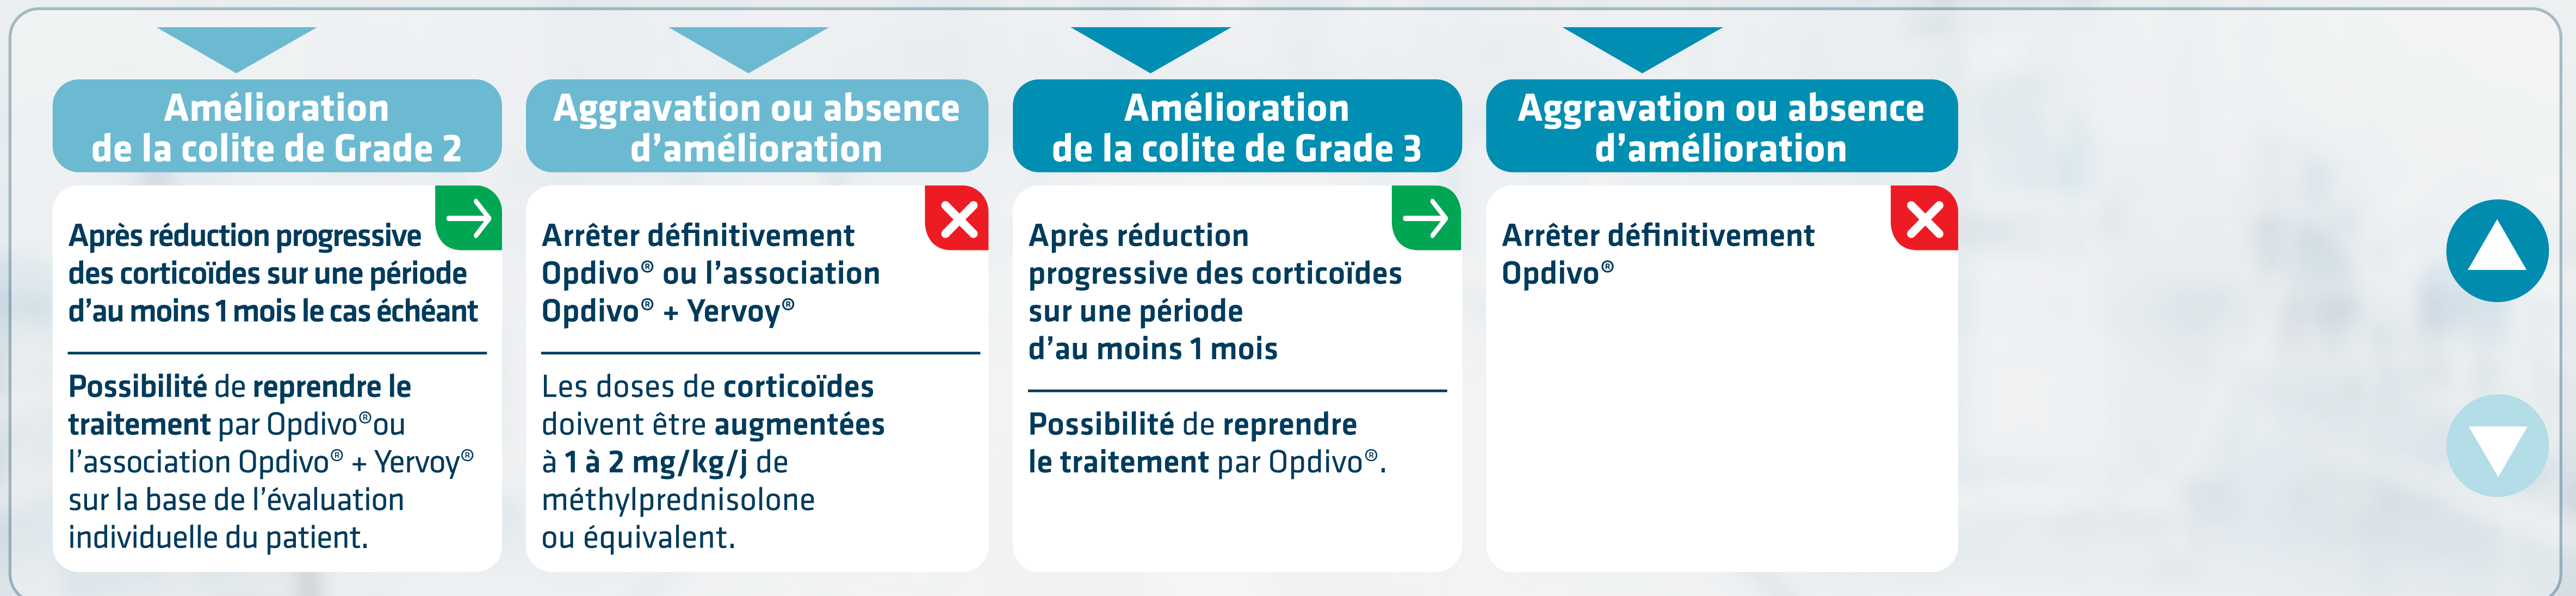 Amélioration
de la colite de Grade 2
Après réduction progressive
des corticoïdes sur une période
d'au moins 1 mois le cas échéant
Possibilité de reprendre le
traitement par Opdivo®ou
l'association Opdivo® + Yervoy®
sur la base de l'évaluation
individuelle du patient.
Aggravation ou absence
d'amélioration
Arrêter définitivement
Opdivo® ou l'association
Opdivo® + Yervoy®
Les doses de corticoïdes
doivent être augmentées
à 1 à 2 mg/kg/j de
méthylprednisolone
ou équivalent.
Amélioration
de la colite de Grade 3
Après réduction
progressive des corticoïdes
sur une période
d'au moins 1 mois
Possibilité de reprendre
le traitement par Opdivo®.
Aggravation ou absence
d'amélioration
Arrêter définitivement
Opdivo®